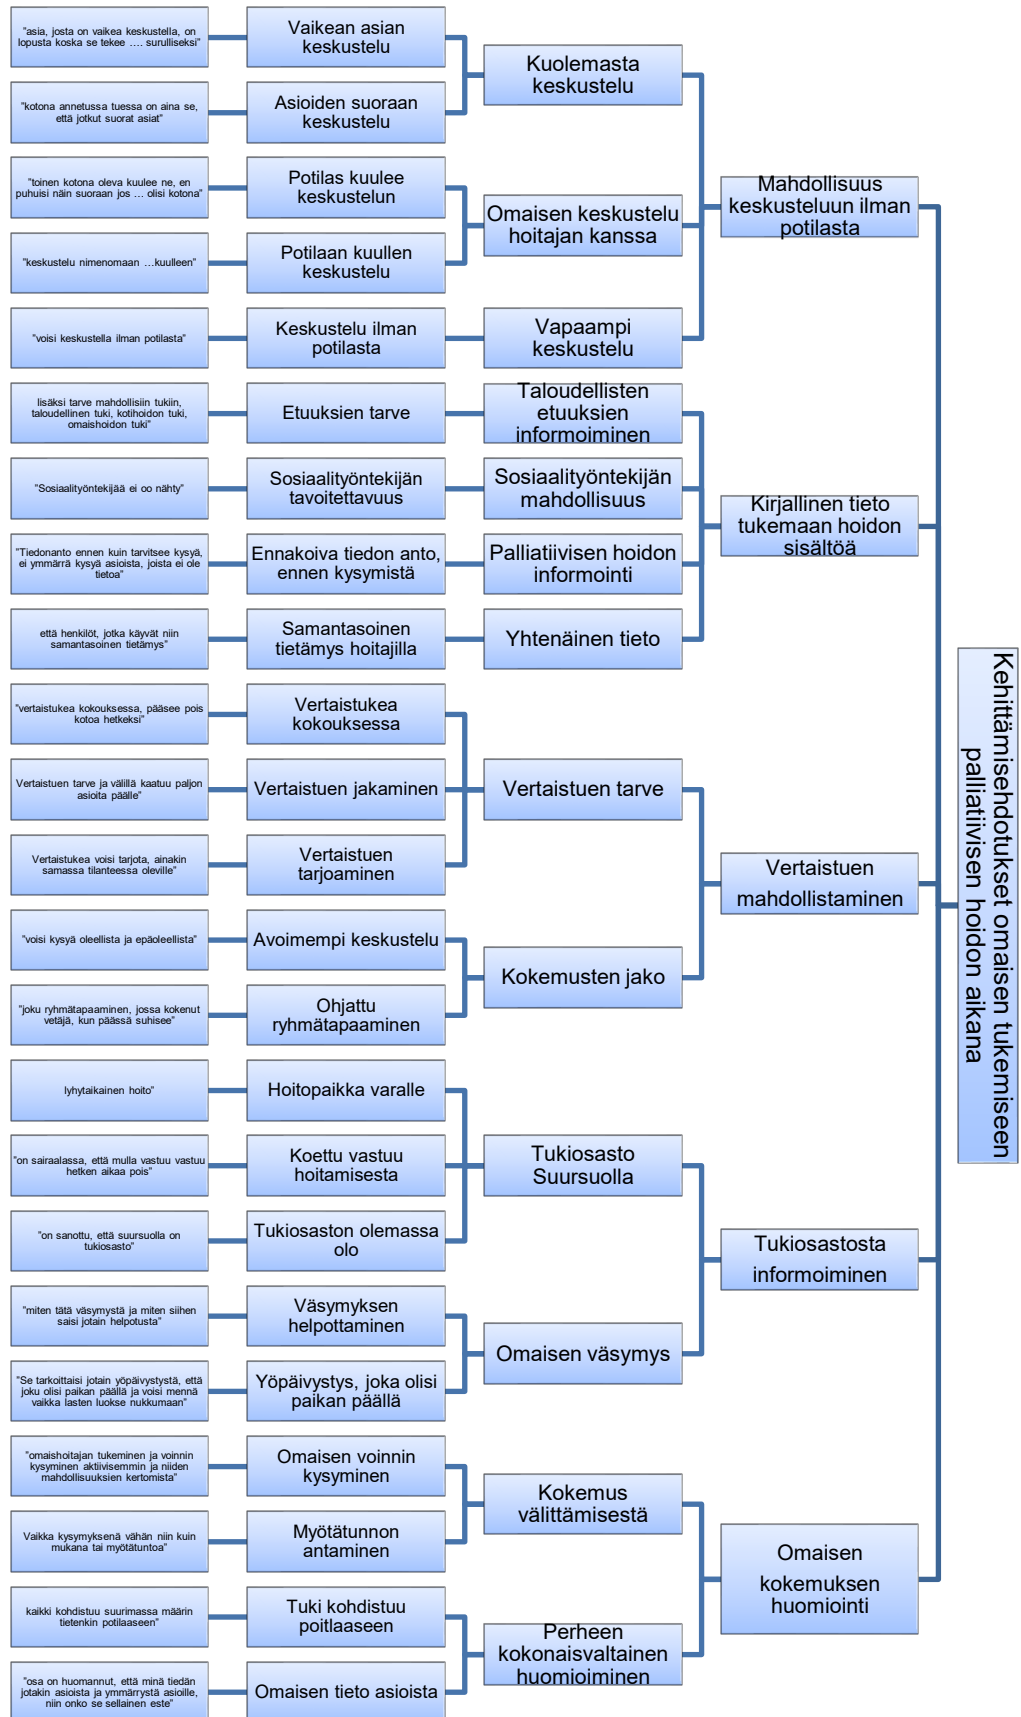 "asia, josta on vaikea keskustella, on
lopusta koska se tekee .... surulliseksi"
Vaikean asian
keskustelu
Kuolemasta
keskustelu
"kotona annetussa tuessa on aina se,
että jotkut suorat asiat"
Asioiden suoraan
keskustelu
"toinen kotona oleva kuulee ne, en
puhuisi näin suoraan jos ... olisi kotona"
Potilas kuulee
keskustelun
Omaisen keskustelu
hoitajan kanssa
Mahdollisuus
keskusteluun ilman
potilasta
"keskustelu nimenomaan ...kuulleen"
Potilaan kuullen
keskustelu
"voisi keskustella ilman potilasta"
Keskustelu ilman
potilasta
Vapaampi
keskustelu
lisäksi tarve mahdollisiin tukiin,
taloudellinen tuki, kotihoidon tuki,
omaishoidon tuki"
Etuuksien tarve
Taloudellisten
etuuksien
informoiminen
"Sosiaalityöntekijää ei oo nähty"
Sosiaalityöntekijän
tavoitettavuus
Sosiaalityöntekijän
mahdollisuus
Kirjallinen tieto
tukemaan hoidon
sisältöä
"Tiedonanto ennen kuin tarvitsee kysyä,
ei ymmärrä kysyä asioista, joista ei ole
tietoa"
Ennakoiva tiedon anto,
ennen kysymistä
Palliatiivisen hoidon
informointi
että henkilöt, jotka käyvät niin
samantasoinen tietämys"
Samantasoinen
tietämys hoitajilla
Yhtenäinen tieto
"vertaistukea kokouksessa, pääsee pois
kotoa hetkeksi"
Vertaistukea
kokouksessa
Vertaistuen tarve ja välillä kaatuu paljon
asioita päälle"
Vertaistuen jakaminen
Vertaistuen tarve
Vertaistukea voisi tarjota, ainakin
samassa tilanteessa oleville"
Vertaistuen
tarjoaminen
Vertaistuen
mahdollistaminen
"voisi kysyä oleellista ja epäoleellista"
Avoimempi keskustelu
Kokemusten jako
"joku ryhmätapaaminen, jossa kokenut
vetäjä, kun päässä suhisee"
Ohjattu
ryhmätapaaminen
Kehittämisehdotukset omaisen tukemiseen
palliatiivisen hoidon aikana
lyhytaikainen hoito"
Hoitopaikka varalle
"on sairaalassa, että mulla vastuu vastuu
hetken aikaa pois"
Koettu vastuu
hoitamisesta
Tukiosasto
Suursuolla
"on sanottu, että suursuolla on
tukiosasto"
Tukiosaston olemassa
olo
Tukiosastosta
informoiminen
"miten tätä väsymystä ja miten siihen
saisi jotain helpotusta"
Väsymyksen
helpottaminen
Omaisen väsymys
"Se tarkoittaisi jotain yöpäivystystä, että
joku olisi paikan päällä ja voisi mennä
vaikka lasten luokse nukkumaan"
Yöpäivystys, joka olisi
paikan päällä
"omaishoitajan tukeminen ja voinnin
kysyminen aktiivisemmin ja niiden
mahdollisuuksien kertomista"
Omaisen voinnin
kysyminen
Kokemus
välittämisestä
Vaikka kysymyksenä vähän niin kuin
mukana tai myötätuntoa"
Myötätunnon
antaminen
Omaisen
kokemuksen
huomiointi
kaikki kohdistuu suurimassa määrin
tietenkin potilaaseen"
Tuki kohdistuu
poitlaaseen
Perheen
kokonaisvaltainen
huomioiminen
"osa on huomannut, että minä tiedän
jotakin asioista ja ymmärrystä asioille,
niin onko se sellainen este"
Omaisen tieto asioista